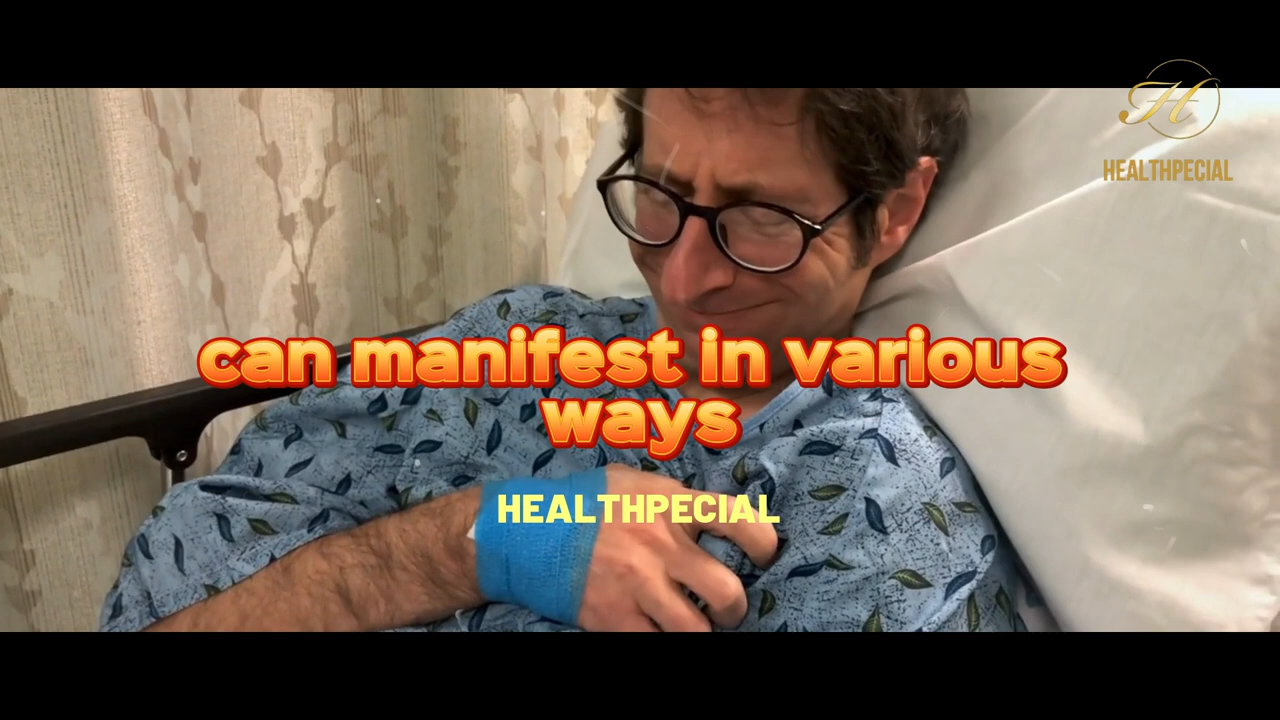 H
HEALTHPECIAL
can manifest in various
ways
HEALTHPECIAL